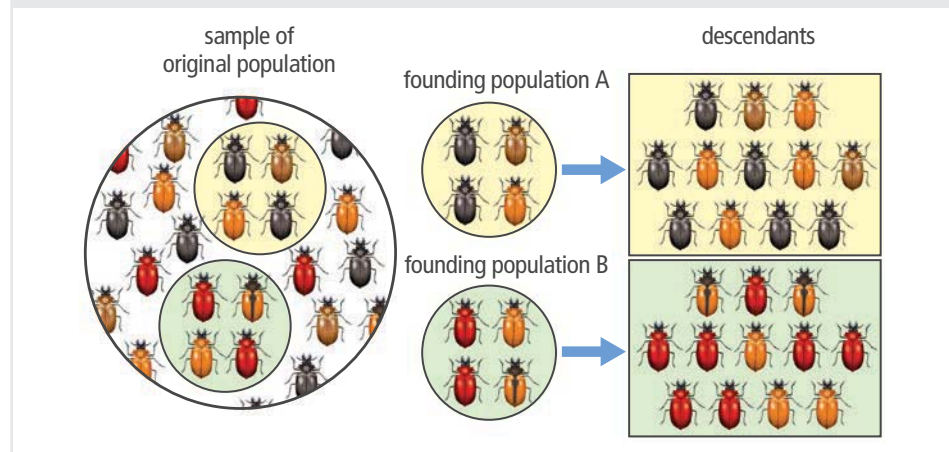 sample of
original population
founding population A
descendants
founding population B